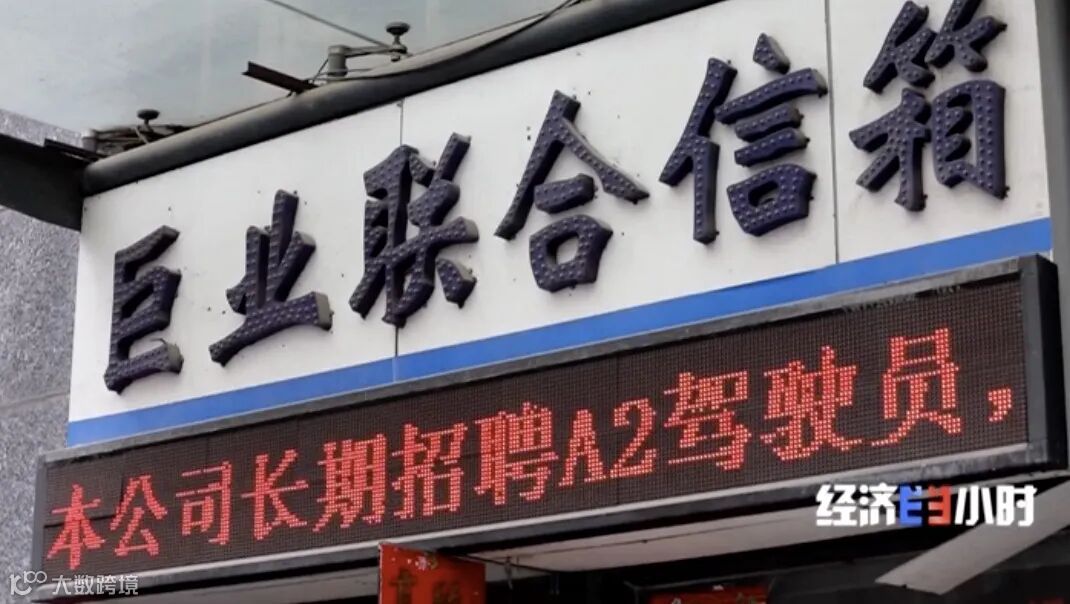 巨业联合信箱
本公司长期招聘A2驾驶员，
经济半小时
大数跨境